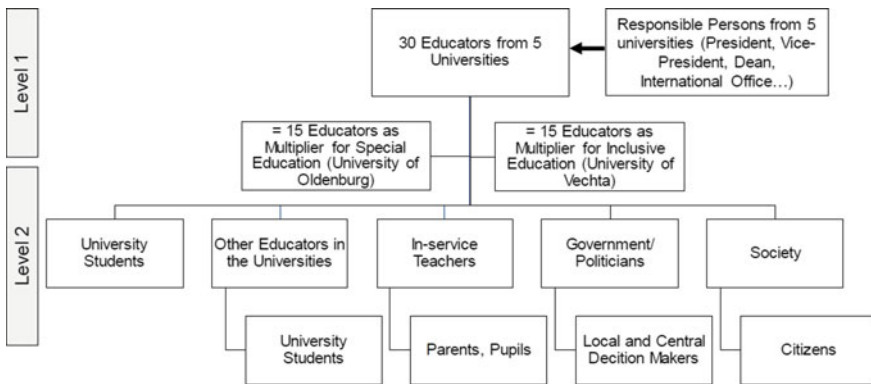 Level 1
30 Educators from 5
Universities
Responsible Persons from 5
universities (President, Vice-
President, Dean,
International Office…)
= 15 Educators as
Multiplier for Special
Education (University of
Oldenburg)
= 15 Educators as
Multiplier for Inclusive
Education (University of
Vechta)
Level 2
University
Students
Other Educators in
the Universities
In-service
Teachers
Government/
Politicians
Society
University
Students
Parents, Pupils
Local and Central
Decition Makers
Citizens